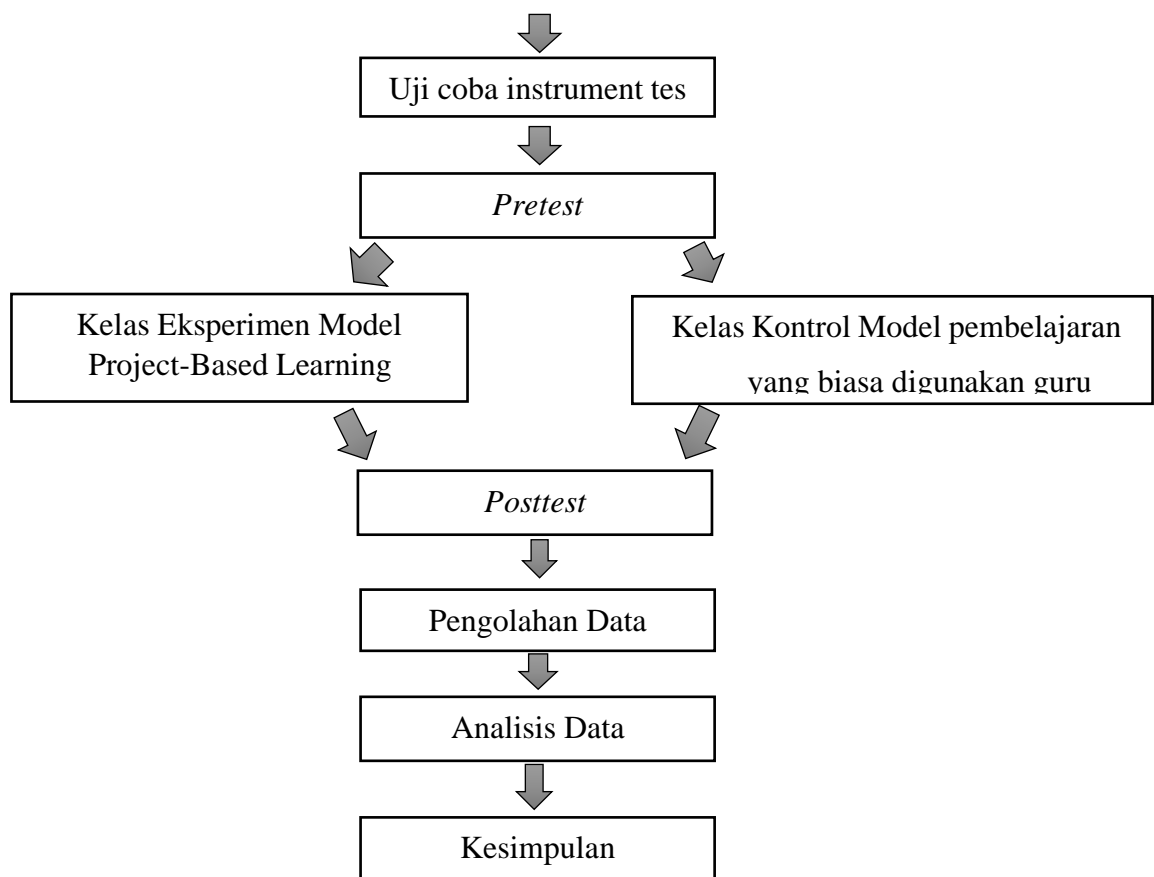 Uji coba instrument tes
Pretest
Kelas Eksperimen Model
Project-Based Learning
Kelas Kontrol Model pembelajaran
yang biasa digunakan guru
Posttest
Pengolahan Data
Analisis Data
Kesimpulan